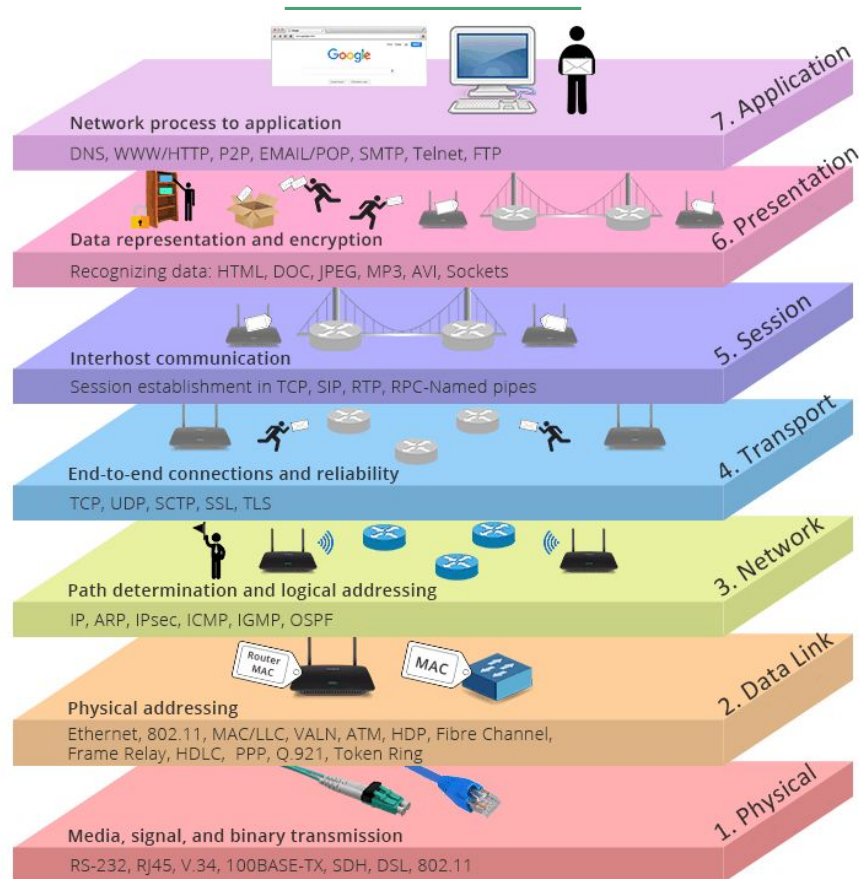 Google
7. Application
Network process to application
DNS, WWW/HTTP, P2P, EMAIL/POP, SMTP, Telnet, FTP
6. Presentation
Data representation and encryption
Recognizing data: HTML, DOC, JPEG, MP3, AVI, Sockets
5. Session
Interhost communication
Session establishment in TCP, SIP, RTP, RPC-Named pipes
4. Transport
End-to-end connections and reliability
TCP, UDP, SCTP, SSL, TLS
3. Network
Path determination and logical addressing
IP, ARP, IPsec, ICMP, IGMP, OSPF
Router
MAC
MAC
2. Data Link
Physical addressing
Ethernet, 802.11, MAC/LLC, VALN, ATM, HDP, Fibre Channel,
Frame Relay, HDLC, PPP, Q.921, Token Ring
1. Physical
Media, signal, and binary transmission
RS-232, RJ45, V.34, 100BASE-TX, SDH, DSL, 802.11